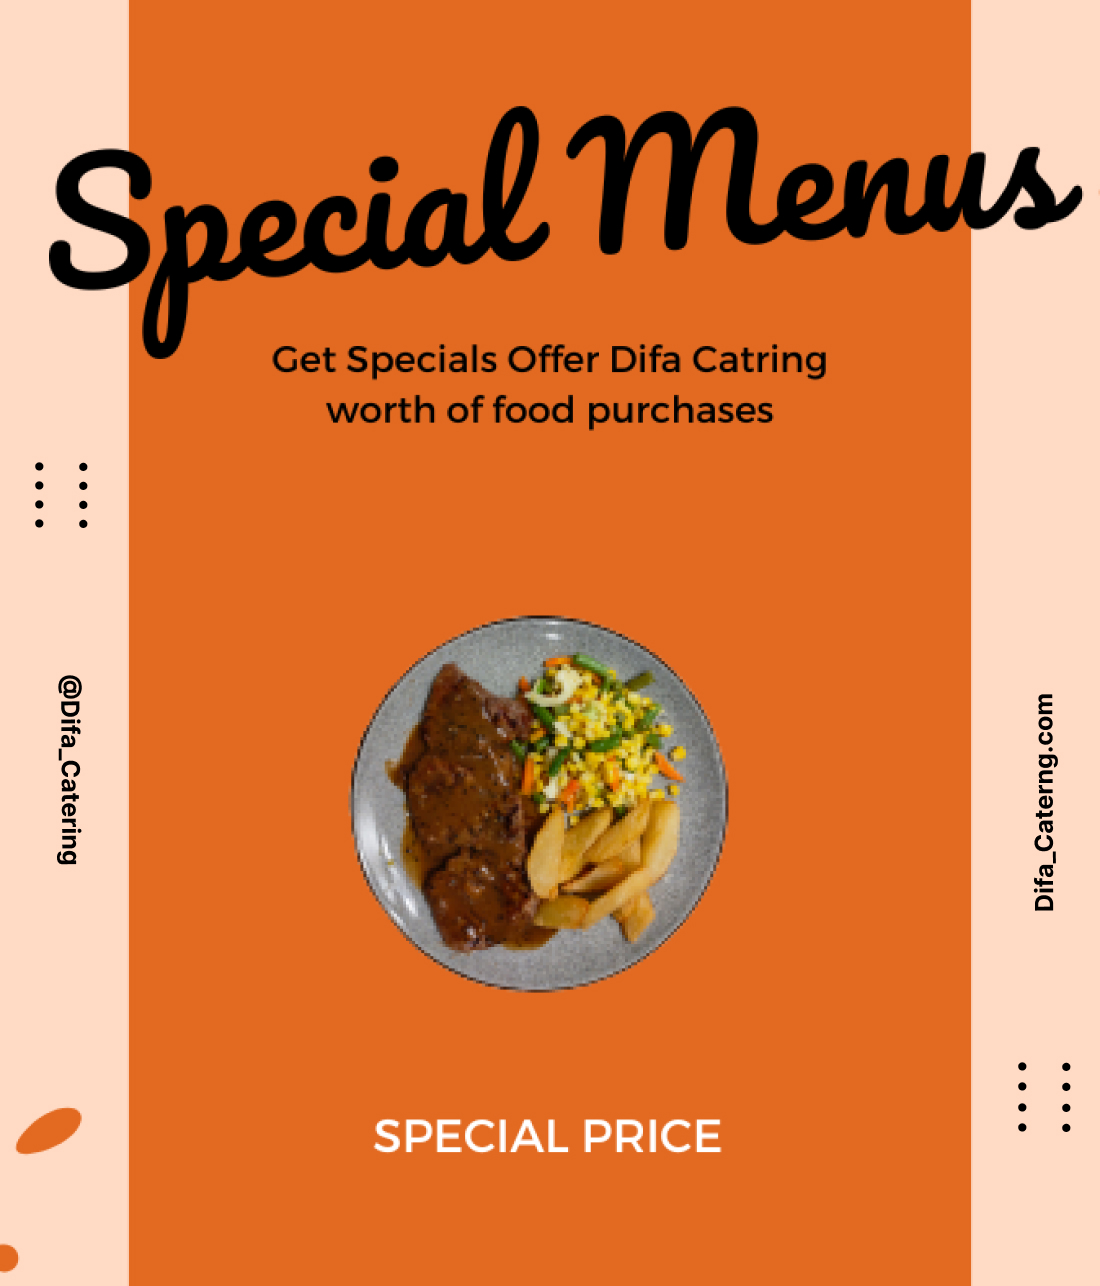 Special Menus
Get Specials Offer Difa Catring
worth of food purchases
@Difa_Catering
Difa_Caterng.com
SPECIAL PRICE